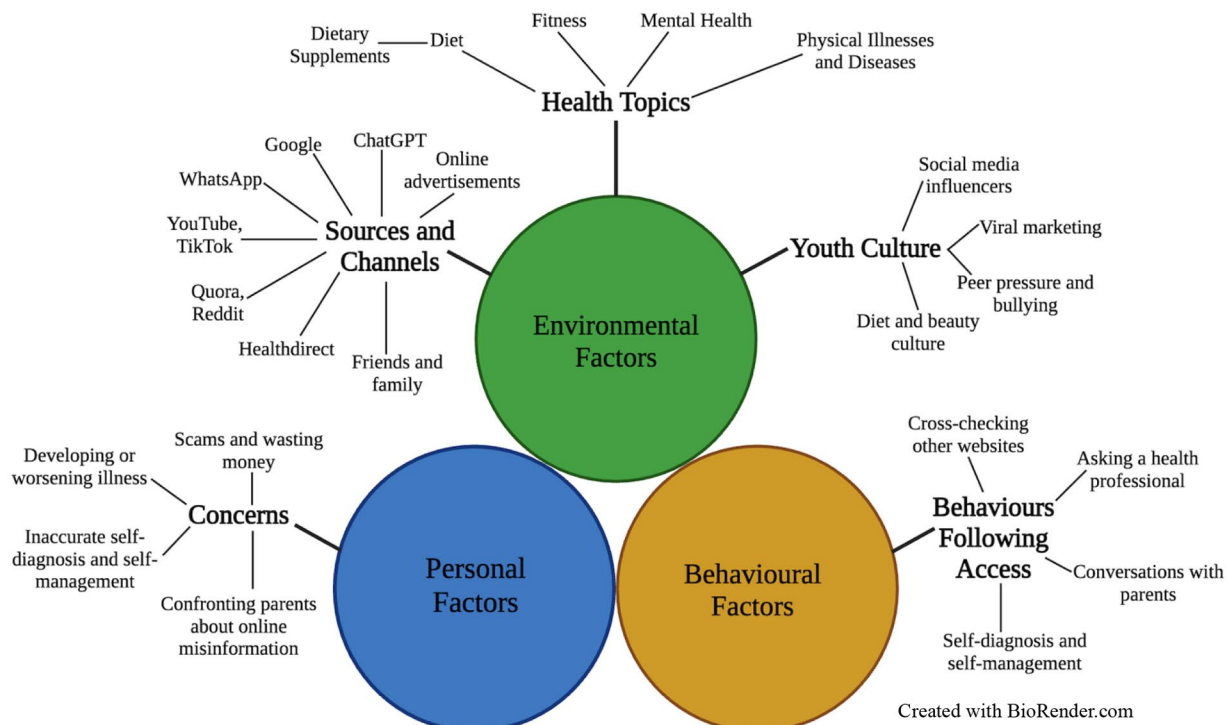 Fitness
Mental Health
Dietary
Supplements
Diet
Physical Illnesses
and Diseases
Health Topics
Google
ChatGPT
Online
advertisements
WhatsApp
YouTube,
TikTok
Sources and
Channels
Quora,
Reddit
Healthdirect
Friends and
family
Social media
influencers
Viral marketing
Youth Culture
Peer pressure and
bullying
Diet and beauty
culture
Environmental
Factors
Scams and wasting
money
Developing or
worsening illness
Concerns
Inaccurate self-
diagnosis and self-
management
Confronting parents
about online
misinformation
Personal
Factors
Behavioural
Factors
Cross-checking
other websites
Asking a health
professional
Behaviours
Following
Access
Conversations with
parents
Self-diagnosis and
self-management
Created with BioRender.com